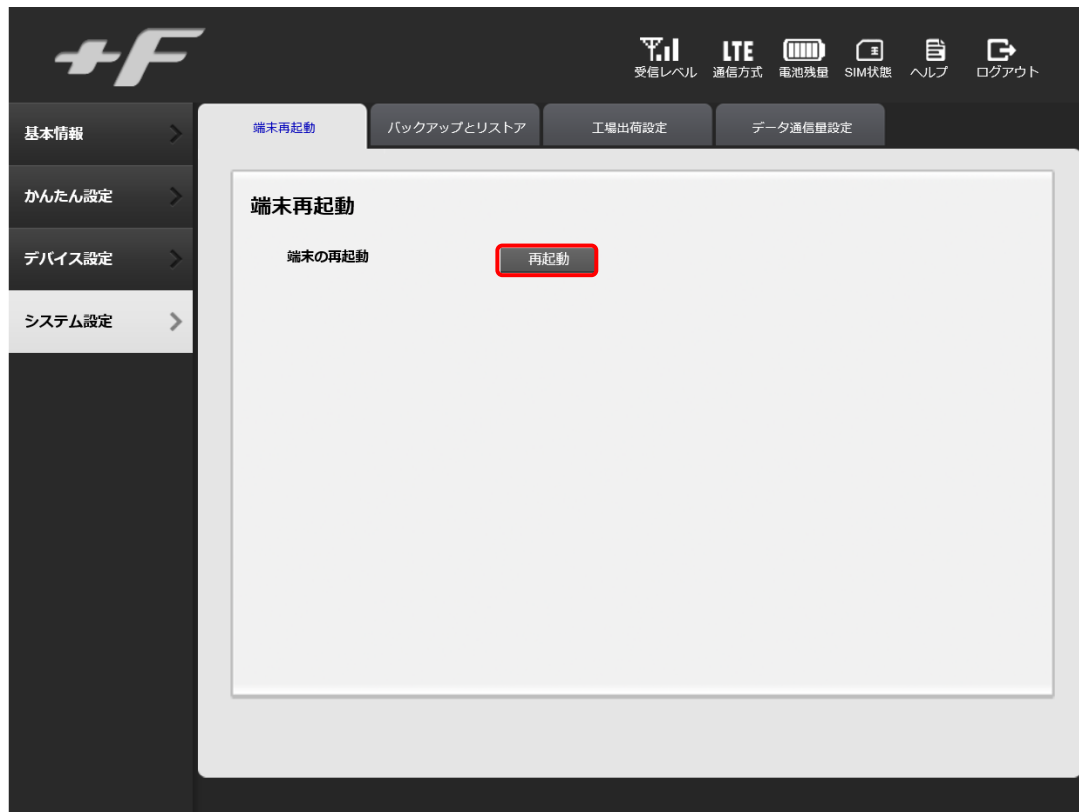 +F
LTE
受信レベル 通信方式 電池残量 SIM状態 ヘルプ ログアウト
基本情報
かんたん設定
デバイス設定
システム設定
端末再起動 バックアップとリストア 工場出荷設定 データ通信量設定
端末再起動
端末の再起動 再起動